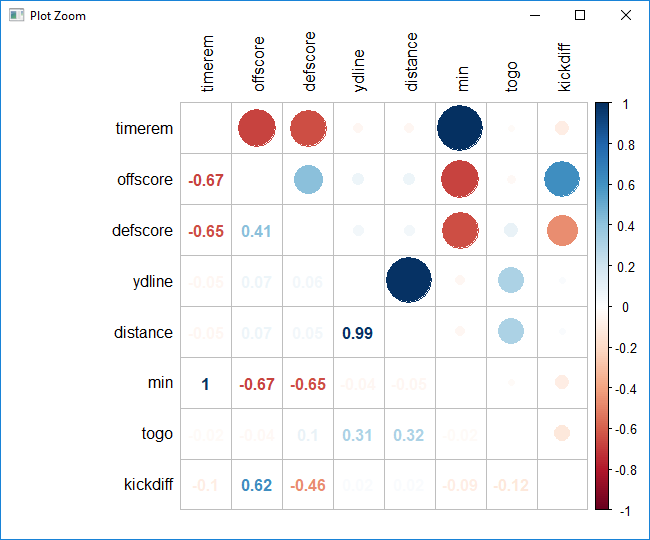 Plot Zoom
timerem offscore defscore ydline distance min togo kickdiff
timerem
offscore -0.67
defscore -0.65 0.41
ydline -0.05 0.07 0.06
distance -0.05 0.07 0.05 0.99
min 1 -0.67 -0.65 -0.04 -0.05
togo -0.02 -0.04 0.1 0.31 0.32 -0.02
kickdiff -0.1 0.62 -0.46 0.02 0.02 -0.09 -0.12
1
0.8
0.6
0.4
0.2
0
-0.2
-0.4
-0.6
-0.8
-1